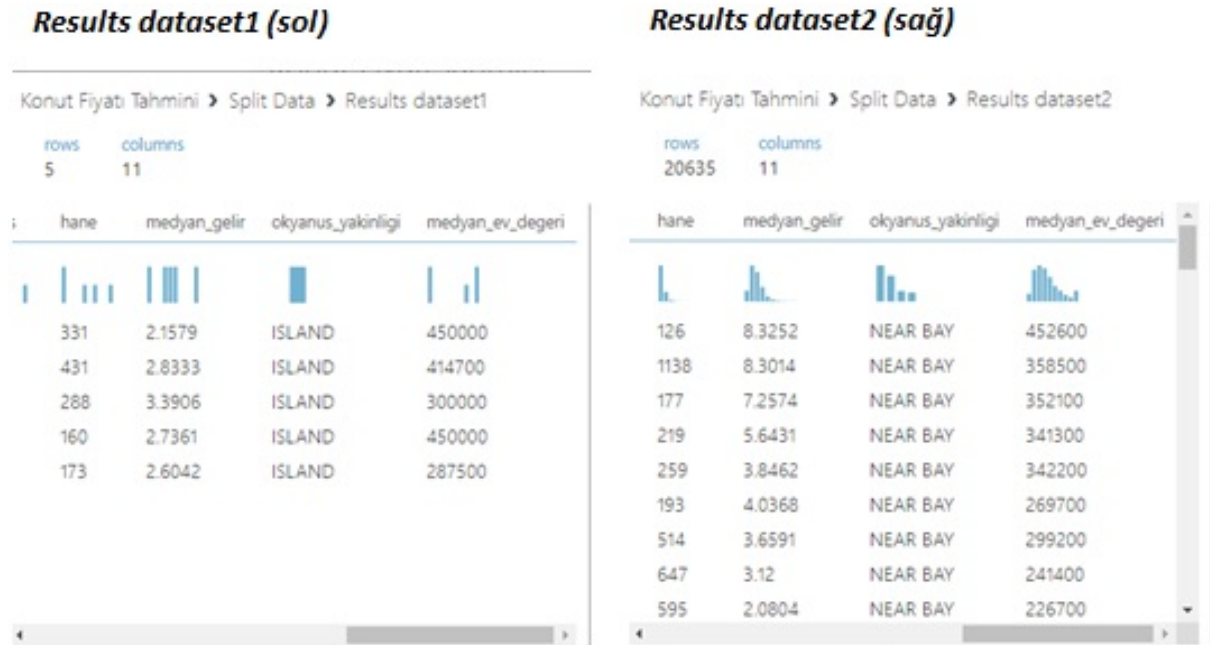 Results dataset1 (sol)
Konut Fiyatı Tahmini > Split Data > Results dataset1
rows columns
5 11
hane medyan_gelir okyanus_yakinligi medyan_ev_degeri
331 2.1579 ISLAND 450000
431 2.8333 ISLAND 414700
288 3.3906 ISLAND 300000
160 2.7361 ISLAND 450000
173 2.6042 ISLAND 287500
Results dataset2 (sağ)
Konut Fiyatı Tahmini > Split Data > Results dataset2
rows columns
20635 11
hane medyan_gelir okyanus_yakinligi medyan_ev_degeri
126 8.3252 NEAR BAY 452600
1138 8.3014 NEAR BAY 358500
177 7.2574 NEAR BAY 352100
219 5.6431 NEAR BAY 341300
259 3.8462 NEAR BAY 342200
193 4.0368 NEAR BAY 269700
514 3.6591 NEAR BAY 299200
647 3.12 NEAR BAY 241400
595 2.0804 NEAR BAY 226700